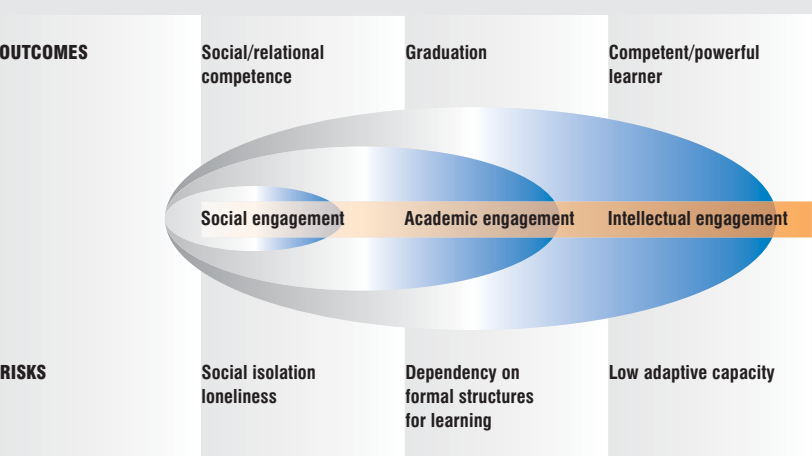 OUTCOMES
Social/relational
competence
Graduation
Competent/powerful
learner
Social engagement
Academic engagement
Intellectual engagement
RISKS
Social isolation
loneliness
Dependency on
formal structures
for learning
Low adaptive capacity